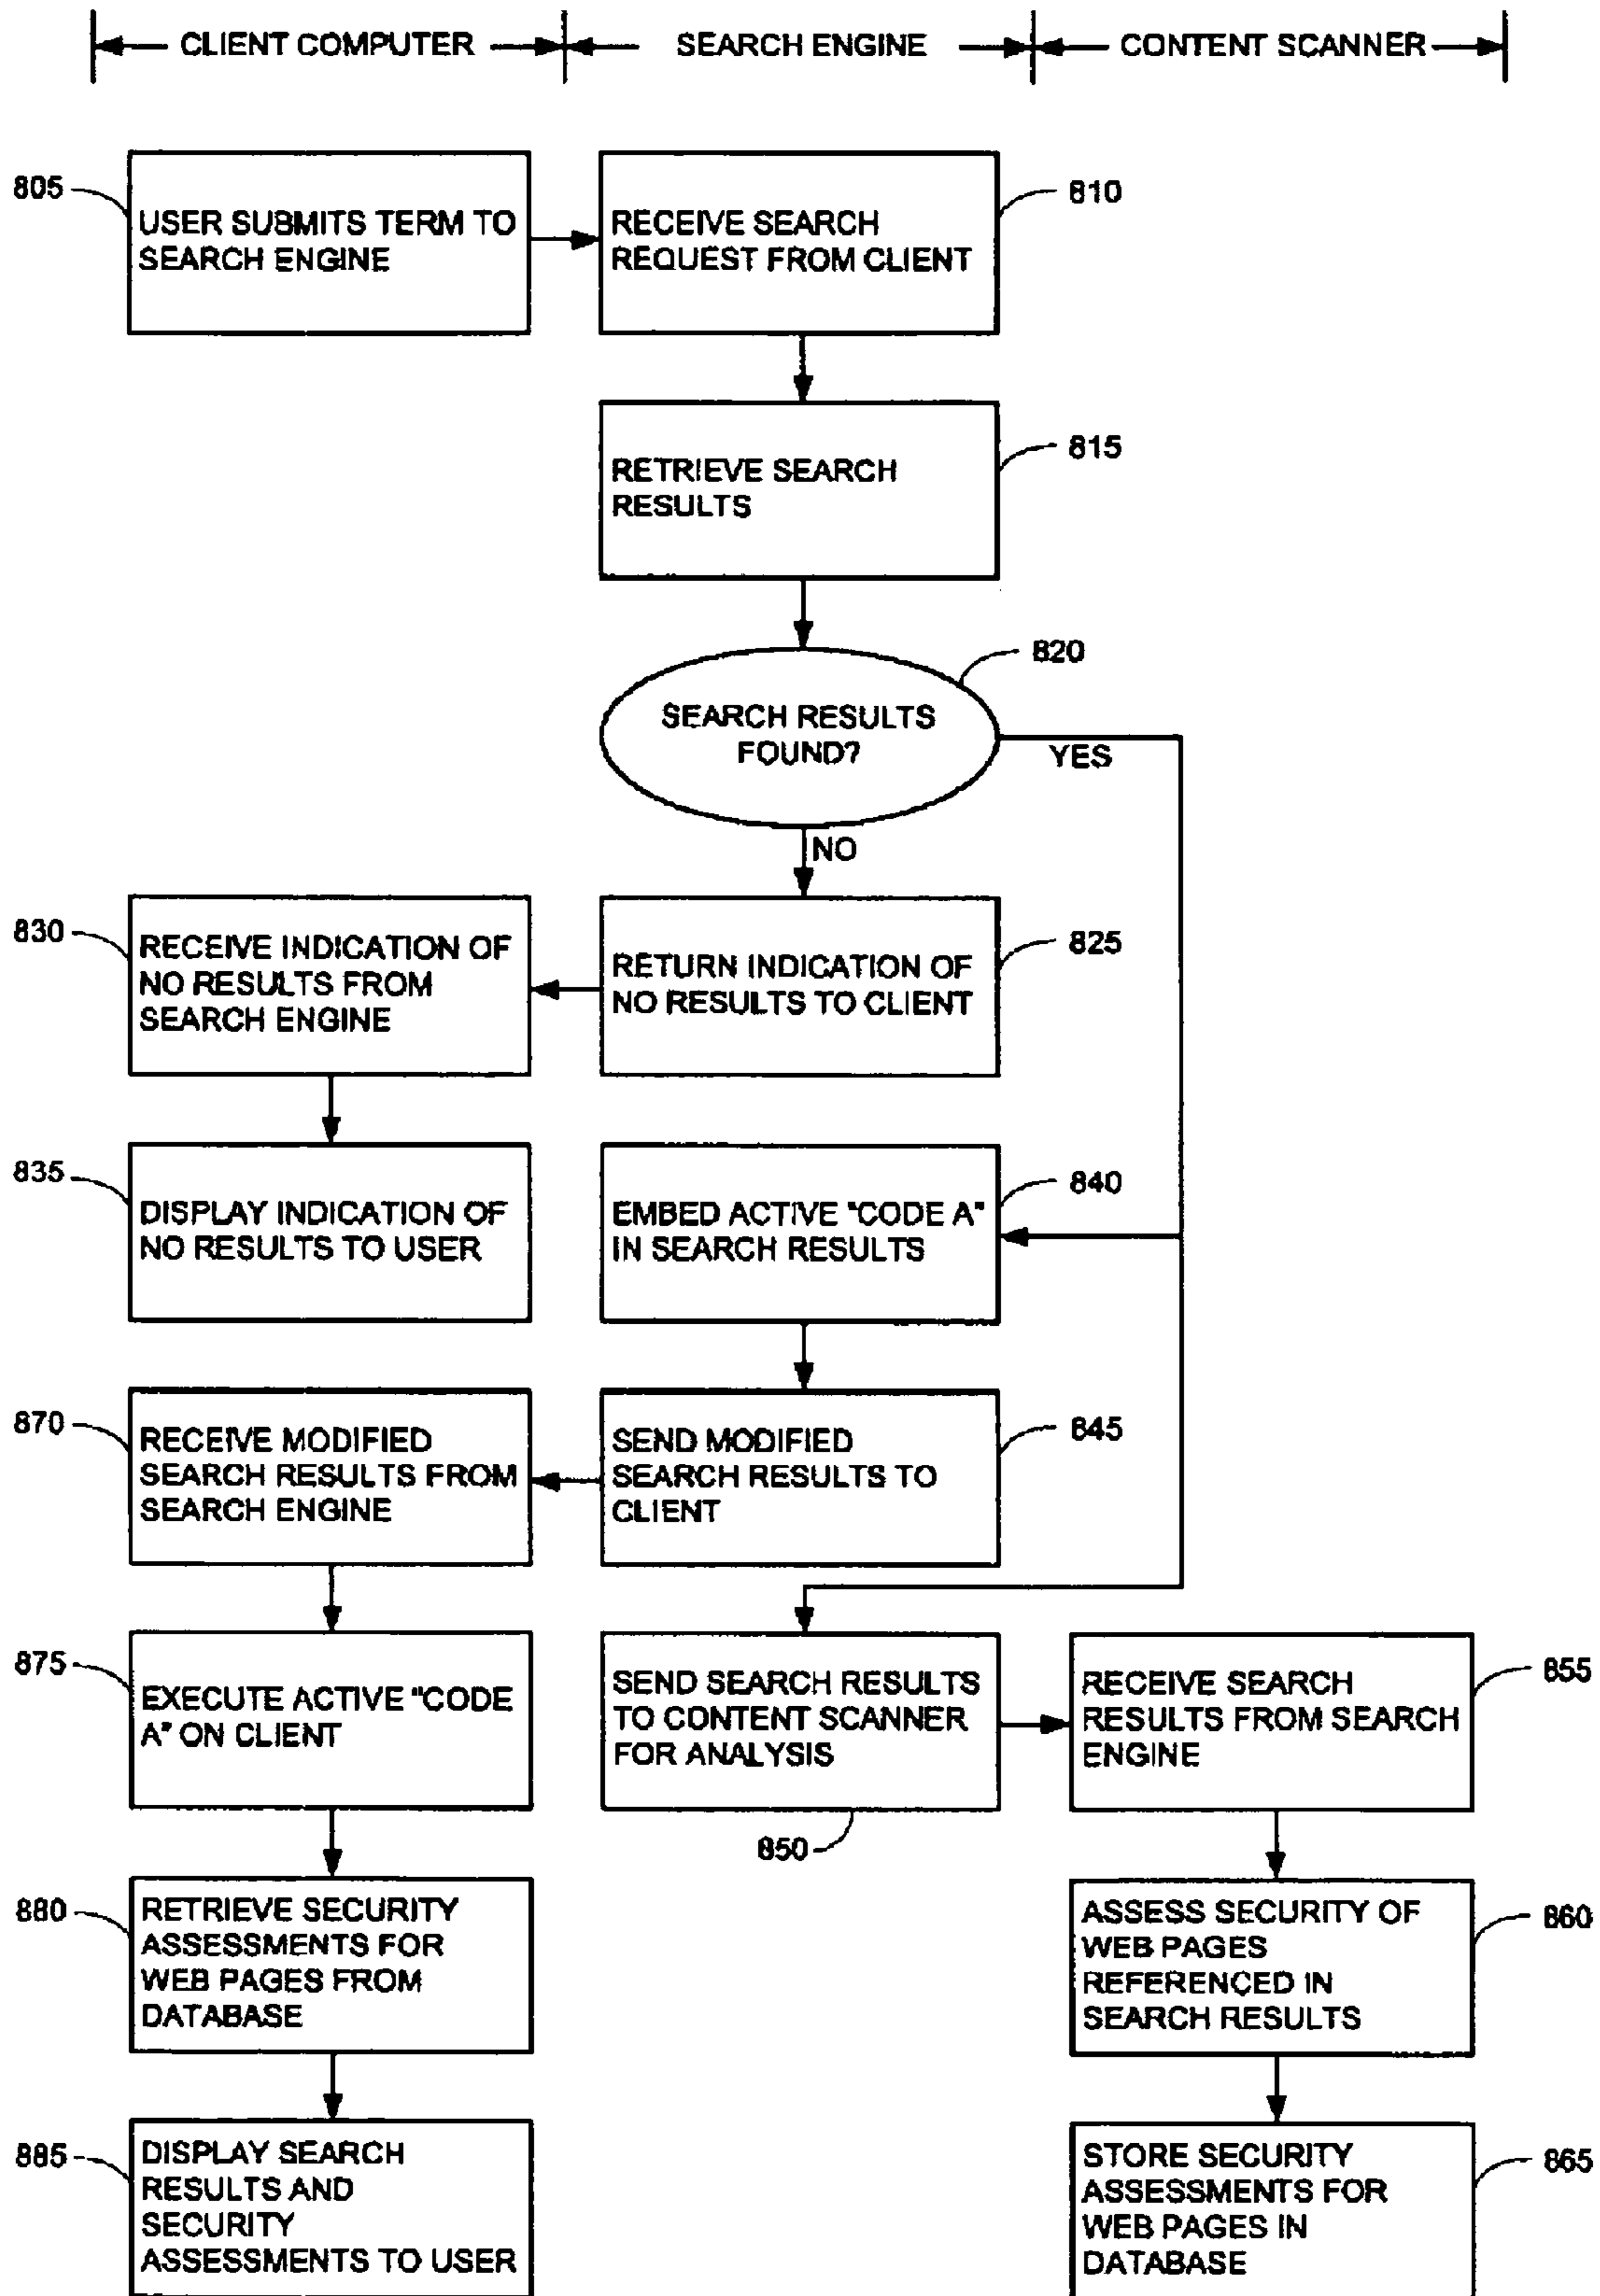 CLIENT COMPUTER
SEARCH ENGINE
CONTENT SCANNER
805
USER SUBMITS TERM TO
SEARCH ENGINE
RECEIVE SEARCH
REQUEST FROM CLIENT
810
RETRIEVE SEARCH
RESULTS
815
SEARCH RESULTS
FOUND?
820
YES
NO
830
RECEIVE INDICATION OF
NO RESULTS FROM
SEARCH ENGINE
RETURN INDICATION OF
NO RESULTS TO CLIENT
825
835
DISPLAY INDICATION OF
NO RESULTS TO USER
EMBED ACTIVE "CODE A"
IN SEARCH RESULTS
840
870
RECEIVE MODIFIED
SEARCH RESULTS FROM
SEARCH ENGINE
SEND MODIFIED
SEARCH RESULTS TO
CLIENT
845
875
EXECUTE ACTIVE "CODE
A" ON CLIENT
SEND SEARCH RESULTS
TO CONTENT SCANNER
FOR ANALYSIS
850
RECEIVE SEARCH
RESULTS FROM SEARCH
ENGINE
855
880
RETRIEVE SECURITY
ASSESSMENTS FOR
WEB PAGES FROM
DATABASE
ASSESS SECURITY OF
WEB PAGES
REFERENCED IN
SEARCH RESULTS
860
885
DISPLAY SEARCH
RESULTS AND
SECURITY
ASSESSMENTS TO USER
STORE SECURITY
ASSESSMENTS FOR
WEB PAGES IN
DATABASE
865